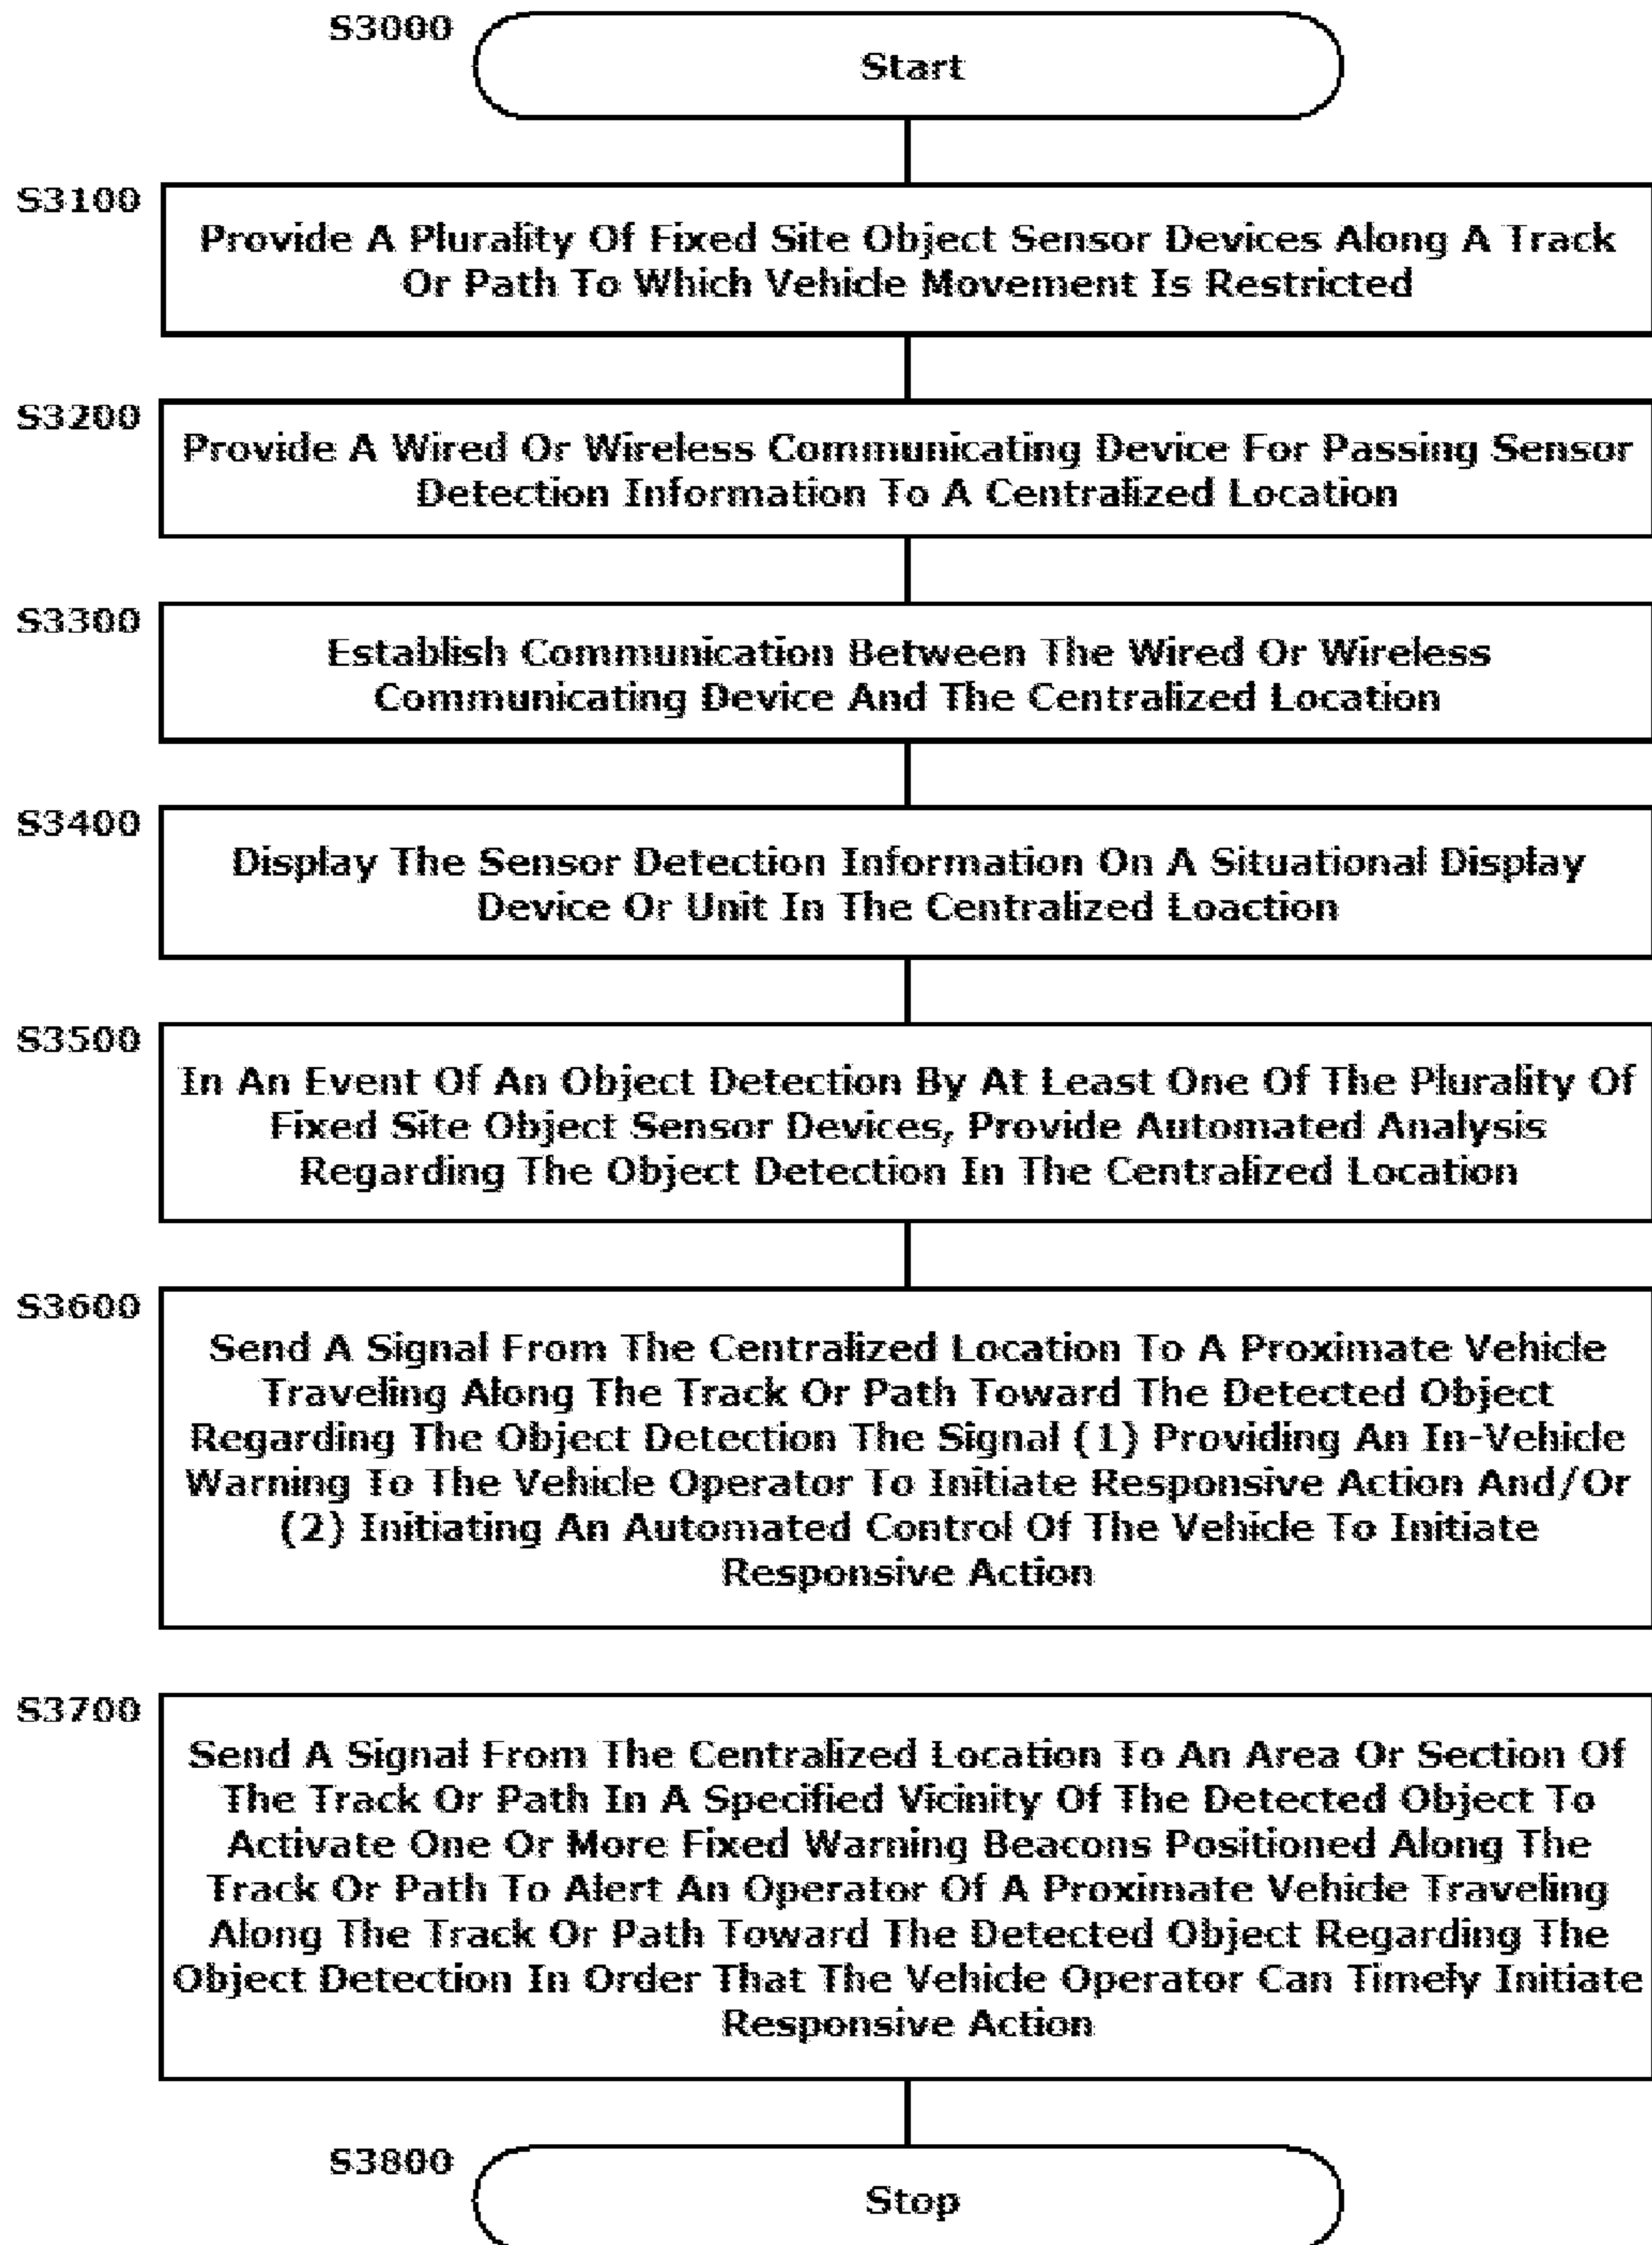 S3000
Start
S3100
Provide A Plurality Of Fixed Site Object Sensor Devices Along A Track
Or Path To Which Vehicle Movement Is Restricted
S3200
Provide A Wired Or Wireless Communicating Device For Passing Sensor
Detection Information To A Centralized Location
S3300
Establish Communication Between The Wired Or Wireless
Communicating Device And The Centralized Location
S3400
Display The Sensor Detection Information On A Situational Display
Device Or Unit In The Centralized Loaction
S3500
In An Event Of An Object Detection By At Least One Of The Plurality Of
Fixed Site Object Sensor Devices, Provide Automated Analysis
Regarding The Object Detection In The Centralized Location
S3600
Send A Signal From The Centralized Location To A Proximate Vehicle
Traveling Along The Track Or Path Toward The Detected Object
Regarding The Object Detection The Signal (1) Providing An In-Vehicle
Warning To The Vehicle Operator To Initiate Responsive Action And/Or
(2) Initiating An Automated Control Of The Vehicle To Initiate
Responsive Action
S3700
Send A Signal From The Centralized Location To An Area Or Section Of
The Track Or Path In A Specified Vicinity Of The Detected Object To
Activate One Or More Fixed Warning Beacons Positioned Along The
Track Or Path To Alert An Operator Of A Proximate Vehicle Traveling
Along The Track Or Path Toward The Detected Object Regarding The
Object Detection In Order That The Vehicle Operator Can Timely Initiate
Responsive Action
S3800
Stop